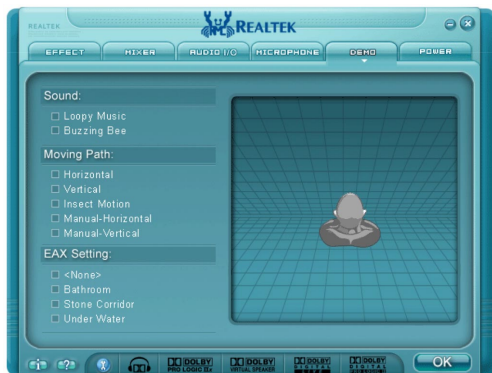 REALTEK
REALTEK
EFFECT MIXER AUDIO I/O MICROPHONE DEMO POWER
Sound:
Loopy Music
Buzzing Bee
Moving Path:
Horizontal
Vertical
Insect Motion
Manual-Horizontal
Manual-Vertical
EAX Setting:
<None>
Bathroom
Stone Corridor
Under Water
i ? DOLBY PRO LOGIC IIx DOLBY VIRTUAL SPEAKER DOLBY DIGITAL DOLBY DIGITAL OK